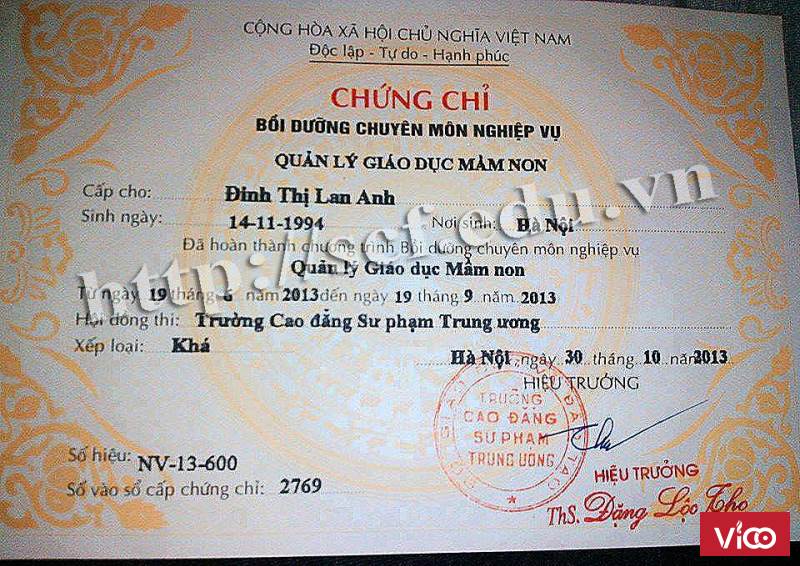 CỘNG HÒA XÃ HỘI CHỦ NGHĨA VIỆT NAM
Độc lập - Tự do - Hạnh phúc
CHỨNG CHỈ
BỒI DƯỠNG CHUYÊN MÔN NGHIỆP VỤ
QUẢN LÝ GIÁO DỤC MẦM NON
Cấp cho: Đinh Thị Lan Anh
Sinh ngày: 14-11-1994 Nơi sinh: Hà Nội
Đã hoàn thành chương trình Bồi dưỡng chuyên môn nghiệp vụ
Quản lý Giáo dục Mầm non
Từ ngày 19 tháng 6 năm 2013 đến ngày 19 tháng 9 năm 2013
Hội đồng thi: Trường Cao đẳng Sư phạm Trung ương
Xếp loại: Khá
Hà Nội, ngày 30 tháng 10 năm 2013
HIỆU TRƯỞNG
TRƯỜNG
CAO ĐẲNG
SƯ PHẠM
TRUNG ƯƠNG
Số hiệu: NV-13-600
Số vào sổ cấp chứng chỉ: 2769
HIỆU TRƯỞNG
ThS. Đặng Lộc Thọ
http://sef.edu.vn
VICO